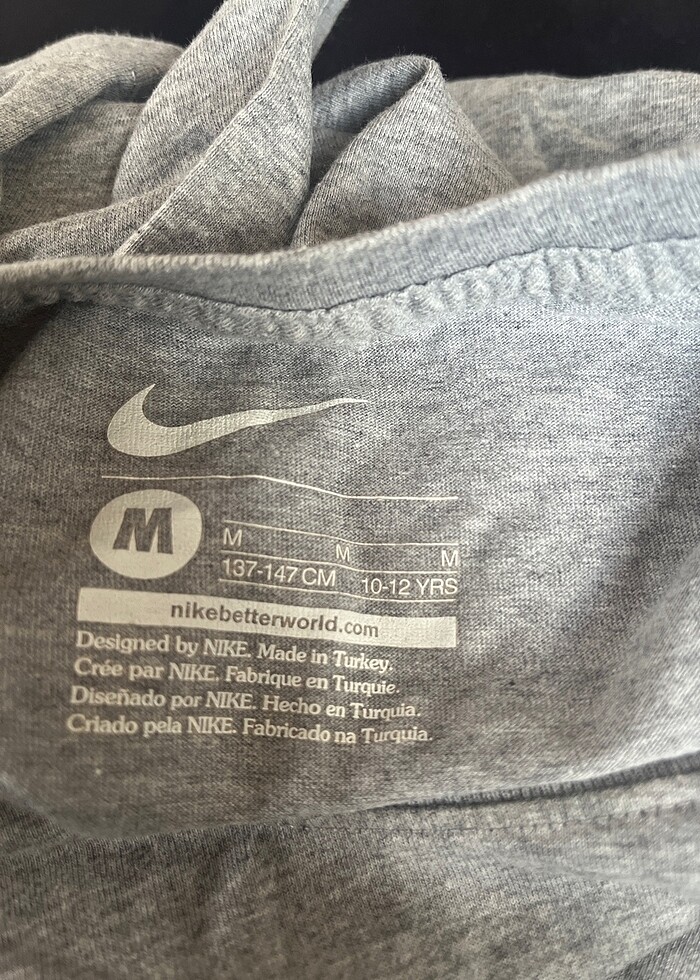 M
M M M
137-147 CM 10-12 YRS
nikebetterworld.com
Designed by NIKE. Made in Turkey.
Crée par NIKE. Fabrique en Turquie.
Diseñado por NIKE. Hecho en Turquia.
Criado pela NIKE. Fabricado na Turquia.